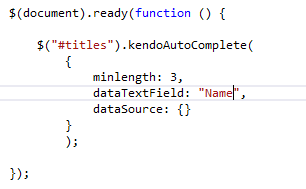 $(document).ready(function () {
$("#titles").kendoAutoComplete(
{
minlength: 3,
dataTextField: "Name",
dataSource: {}
}
);
});